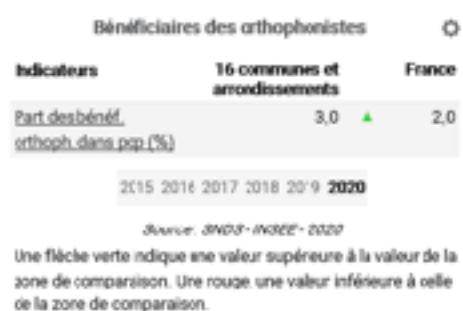 Bénéficiaires des orthophonistes
Indicateurs 16 communes et arrondissements France
Part des bénéf. orthoph. dans pop (%) 3,0 2,0
2015 2016 2017 2018 2019 2020
Source: SNDS - INSEE - 2020
Une flèche verte indique une valeur supérieure à la valeur de la
zone de comparaison. Une rouge, une valeur inférieure à celle
de la zone de comparaison.